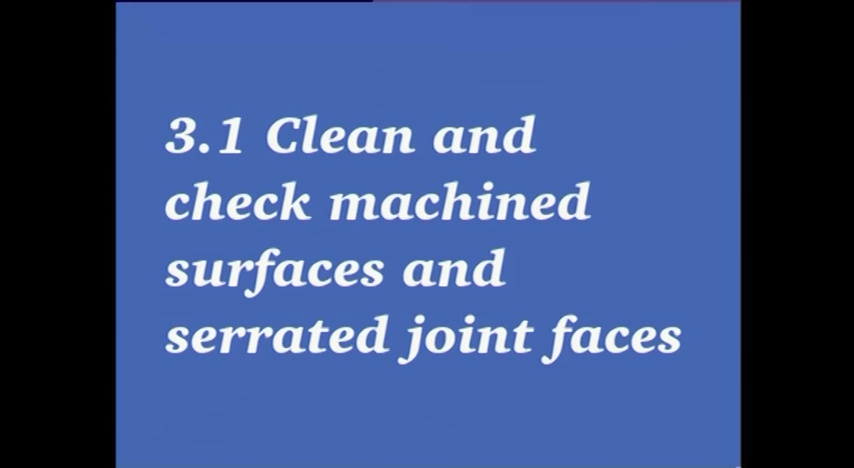 3.1 Clean and
check machined
surfaces and
serrated joint faces